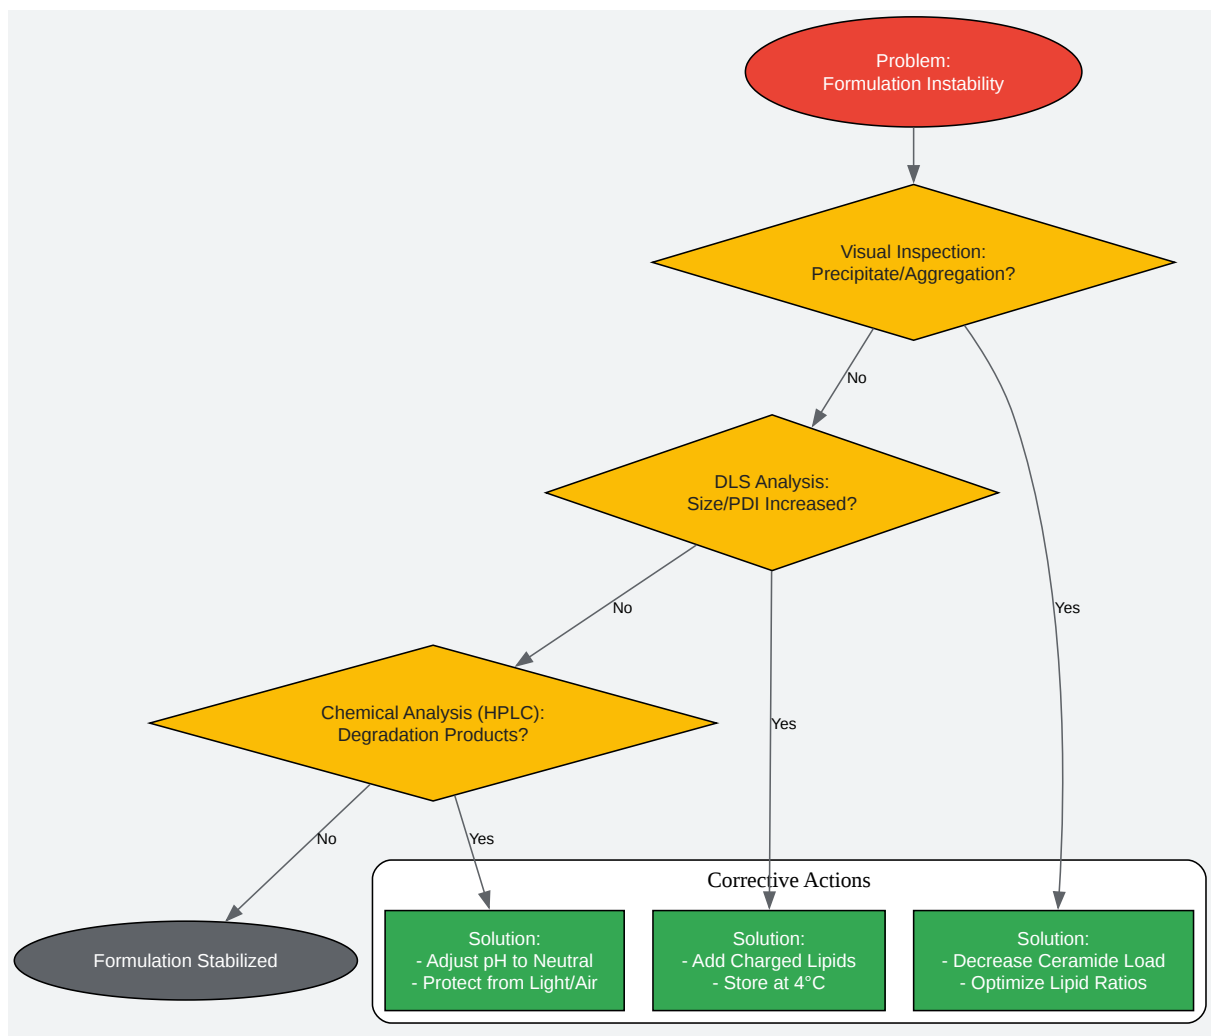 Problem:
Formulation Instability
Visual Inspection:
Precipitate/Aggregation?
No
DLS Analysis:
Size/PDI Increased?
No
Yes
Chemical Analysis (HPLC):
Degradation Products?
Yes
No
Yes
Corrective Actions
Formulation Stabilized
Solution:
- Adjust pH to Neutral
- Protect from Light/Air
Solution:
- Add Charged Lipids
- Store at 4°C
Solution:
- Decrease Ceramide Load
- Optimize Lipid Ratios